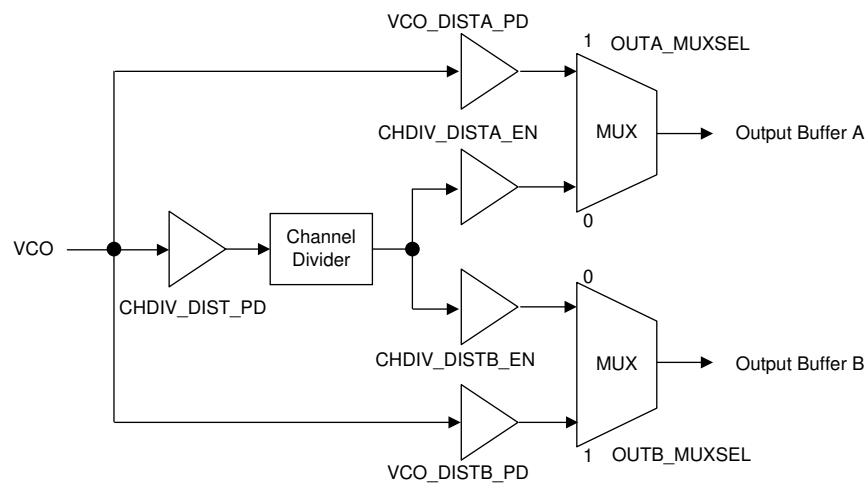 VCO_DISTA_PD
1
OUTA_MUXSEL
CHDIV_DISTA_EN
MUX
Output Buffer A
0
VCO
Channel
Divider
CHDIV_DIST_PD
0
CHDIV_DISTB_EN
MUX
Output Buffer B
1
OUTB_MUXSEL
VCO_DISTB_PD